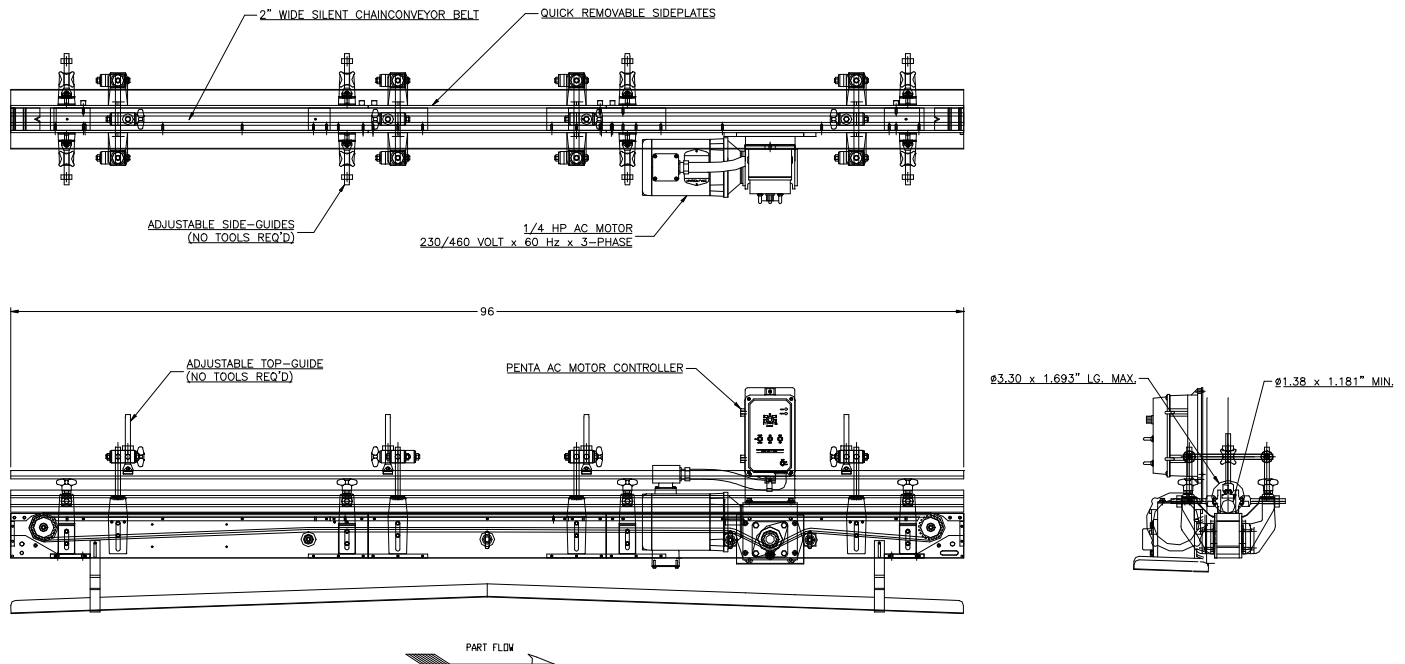 2" WIDE SILENT CHAINCONVEYOR BELT
QUICK REMOVABLE SIDEPLATES
ADJUSTABLE SIDE-GUIDES
(NO TOOLS REQ'D)
1/4 HP AC MOTOR
230/460 VOLT x 60 Hz x 3-PHASE
96
ADJUSTABLE TOP-GUIDE
(NO TOOLS REQ'D)
PENTA AC MOTOR CONTROLLER
ø3.30 x 1.693" LG. MAX.
ø1.38 x 1.181" MIN.
PART FLOW